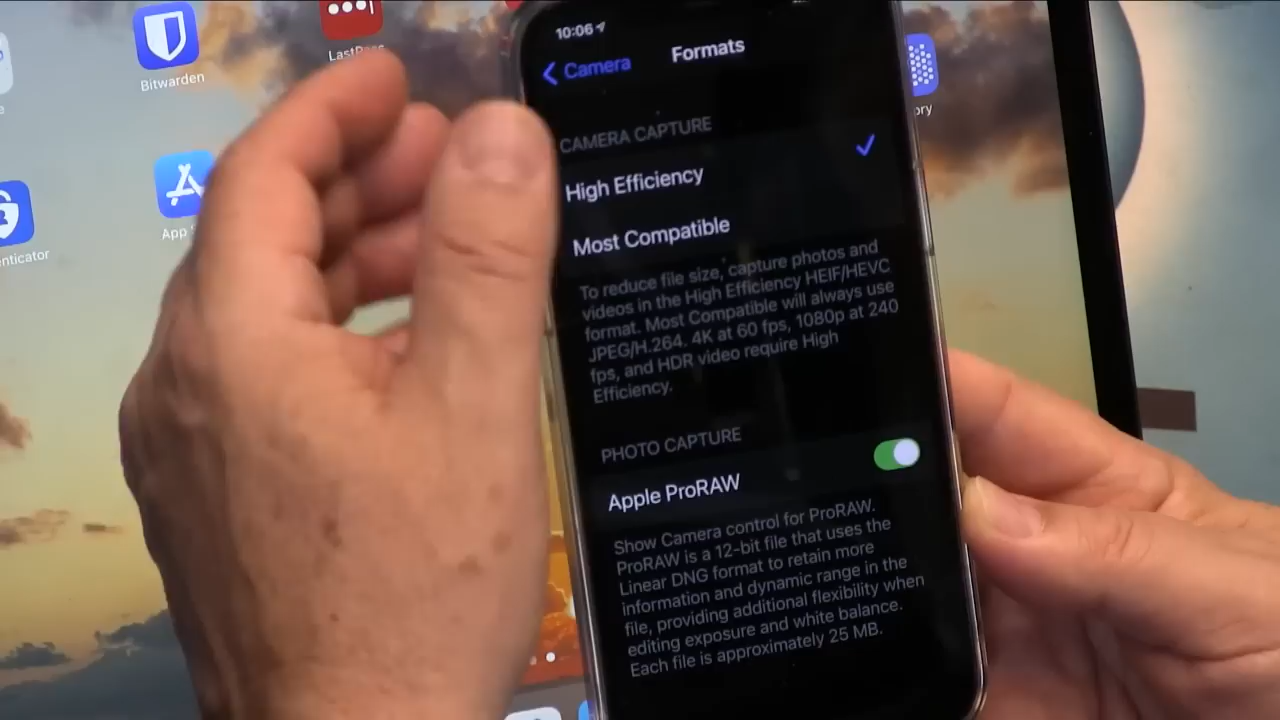 10:06
Formats
Camera
CAMERA CAPTURE
High Efficiency
Most Compatible
To reduce file size, capture photos and
videos in the High Efficiency HEIF/HEVC
format. Most Compatible will always use
JPEG/H.264. 4K at 60 fps, 1080p at 240
fps, and HDR video require High
Efficiency.
PHOTO CAPTURE
Apple ProRAW
Show Camera control for ProRAW.
ProRAW is a 12-bit file that uses the
Linear DNG format to retain more
information and dynamic range in the
file, providing additional flexibility when
editing exposure and white balance.
Each file is approximately 25 MB.
Bitwarden
LastPass
App
enticator
ory